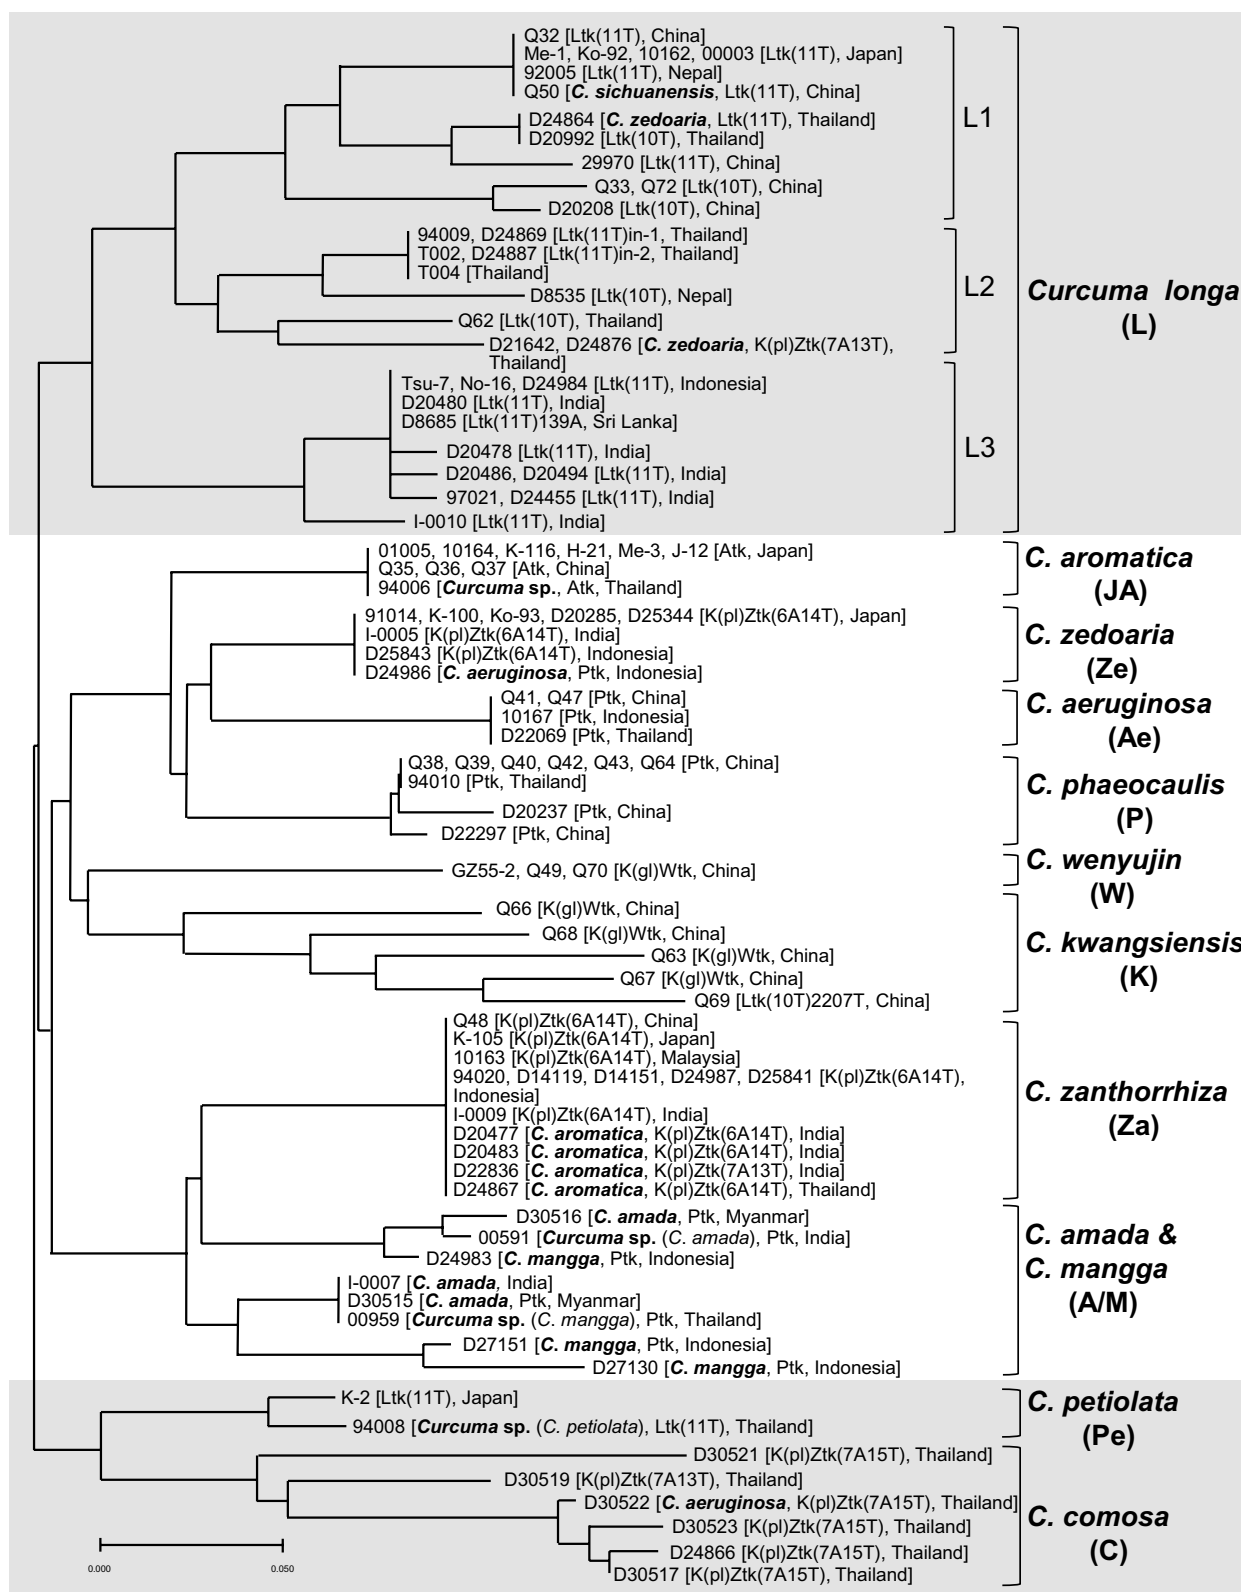 Q32 [Ltk(11T), China]
Me-1, Ko-92, 10162, 00003 [Ltk(11T), Japan]
92005 [Ltk(11T), Nepal]
Q50 [C. sichuanensis, Ltk(11T), China]
D24864 [C. zedoaria, Ltk(11T), Thailand]
D20992 [Ltk(10T), Thailand]
29970 [Ltk(11T), China]
Q33, Q72 [Ltk(10T), China]
D20208 [Ltk(10T), China]
L1
94009, D24869 [Ltk(11T)in-1, Thailand]
T002, D24887 [Ltk(11T)in-2, Thailand]
T004 [Thailand]
D8535 [Ltk(10T), Nepal]
Q62 [Ltk(10T), Thailand]
D21642, D24876 [C. zedoaria, K(pl)Ztk(7A13T),
Thailand]
L2
Tsu-7, No-16, D24984 [Ltk(11T), Indonesia]
D20480 [Ltk(11T), India]
D8685 [Ltk(11T)139A, Sri Lanka]
D20478 [Ltk(11T), India]
D20486, D20494 [Ltk(11T), India]
97021, D24455 [Ltk(11T), India]
I-0010 [Ltk(11T), India]
L3
Curcuma longa
(L)
01005, 10164, K-116, H-21, Me-3, J-12 [Atk, Japan]
Q35, Q36, Q37 [Atk, China]
94006 [Curcuma sp., Atk, Thailand]
C. aromatica
(JA)
91014, K-100, Ko-93, D20285, D25344 [K(pl)Ztk(6A14T), Japan]
I-0005 [K(pl)Ztk(6A14T), India]
D25843 [K(pl)Ztk(6A14T), Indonesia]
D24986 [C. aeruginosa, Ptk, Indonesia]
C. zedoaria
(Ze)
Q41, Q47 [Ptk, China]
10167 [Ptk, Indonesia]
D22069 [Ptk, Thailand]
C. aeruginosa
(Ae)
Q38, Q39, Q40, Q42, Q43, Q64 [Ptk, China]
94010 [Ptk, Thailand]
D20237 [Ptk, China]
D22297 [Ptk, China]
C. phaeocaulis
(P)
GZ55-2, Q49, Q70 [K(gl)Wtk, China]
C. wenyujin
(W)
Q66 [K(gl)Wtk, China]
Q68 [K(gl)Wtk, China]
Q63 [K(gl)Wtk, China]
Q67 [K(gl)Wtk, China]
Q69 [Ltk(10T)2207T, China]
C. kwangsiensis
(K)
Q48 [K(pl)Ztk(6A14T), China]
K-105 [K(pl)Ztk(6A14T), Japan]
10163 [K(pl)Ztk(6A14T), Malaysia]
94020, D14119, D14151, D24987, D25841 [K(pl)Ztk(6A14T),
Indonesia]
I-0009 [K(pl)Ztk(6A14T), India]
D20477 [C. aromatica, K(pl)Ztk(6A14T), India]
D20483 [C. aromatica, K(pl)Ztk(6A14T), India]
D22836 [C. aromatica, K(pl)Ztk(7A13T), India]
D24867 [C. aromatica, K(pl)Ztk(6A14T), Thailand]
C. zanthorrhiza
(Za)
D30516 [C. amada, Ptk, Myanmar]
00591 [Curcuma sp. (C. amada), Ptk, India]
D24983 [C. mangga, Ptk, Indonesia]
I-0007 [C. amada, India]
D30515 [C. amada, Ptk, Myanmar]
00959 [Curcuma sp. (C. mangga), Ptk, Thailand]
D27151 [C. mangga, Ptk, Indonesia]
D27130 [C. mangga, Ptk, Indonesia]
C. amada &
C. mangga
(A/M)
K-2 [Ltk(11T), Japan]
94008 [Curcuma sp. (C. petiolata), Ltk(11T), Thailand]
C. petiolata
(Pe)
D30521 [K(pl)Ztk(7A15T), Thailand]
D30519 [K(pl)Ztk(7A13T), Thailand]
D30522 [C. aeruginosa, K(pl)Ztk(7A15T), Thailand]
D30523 [K(pl)Ztk(7A15T), Thailand]
D24866 [K(pl)Ztk(7A15T), Thailand]
D30517 [K(pl)Ztk(7A15T), Thailand]
C. comosa
(C)
0.000 0.050